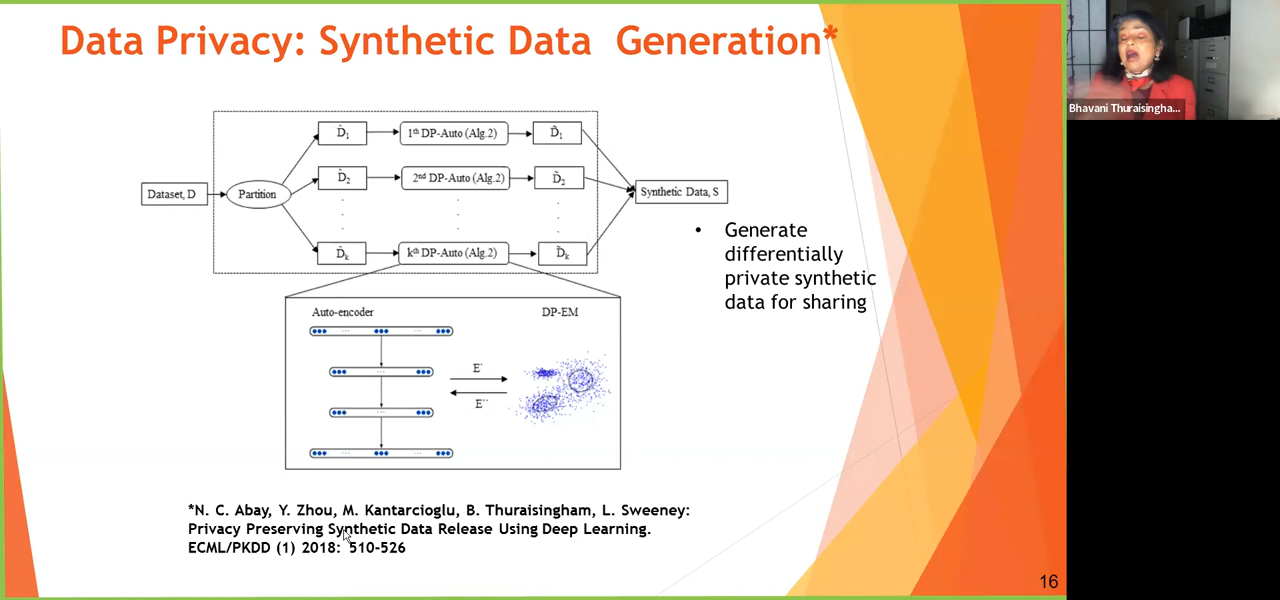 Data Privacy: Synthetic Data Generation*
Bhavani Thuraisingha...
Dataset, D
Partition
D̂₁
1ᵗʰ DP-Auto (Alg.2)
D̃₁
D̂₂
2ⁿᵈ DP-Auto (Alg.2)
D̃₂
D̂ₖ
kᵗʰ DP-Auto (Alg.2)
D̃ₖ
Synthetic Data, S
• Generate
differentially
private synthetic
data for sharing
Auto-encoder
DP-EM
E'
E''
*N. C. Abay, Y. Zhou, M. Kantarcioglu, B. Thuraisingham, L. Sweeney:
Privacy Preserving Synthetic Data Release Using Deep Learning.
ECML/PKDD (1) 2018: 510-526
16